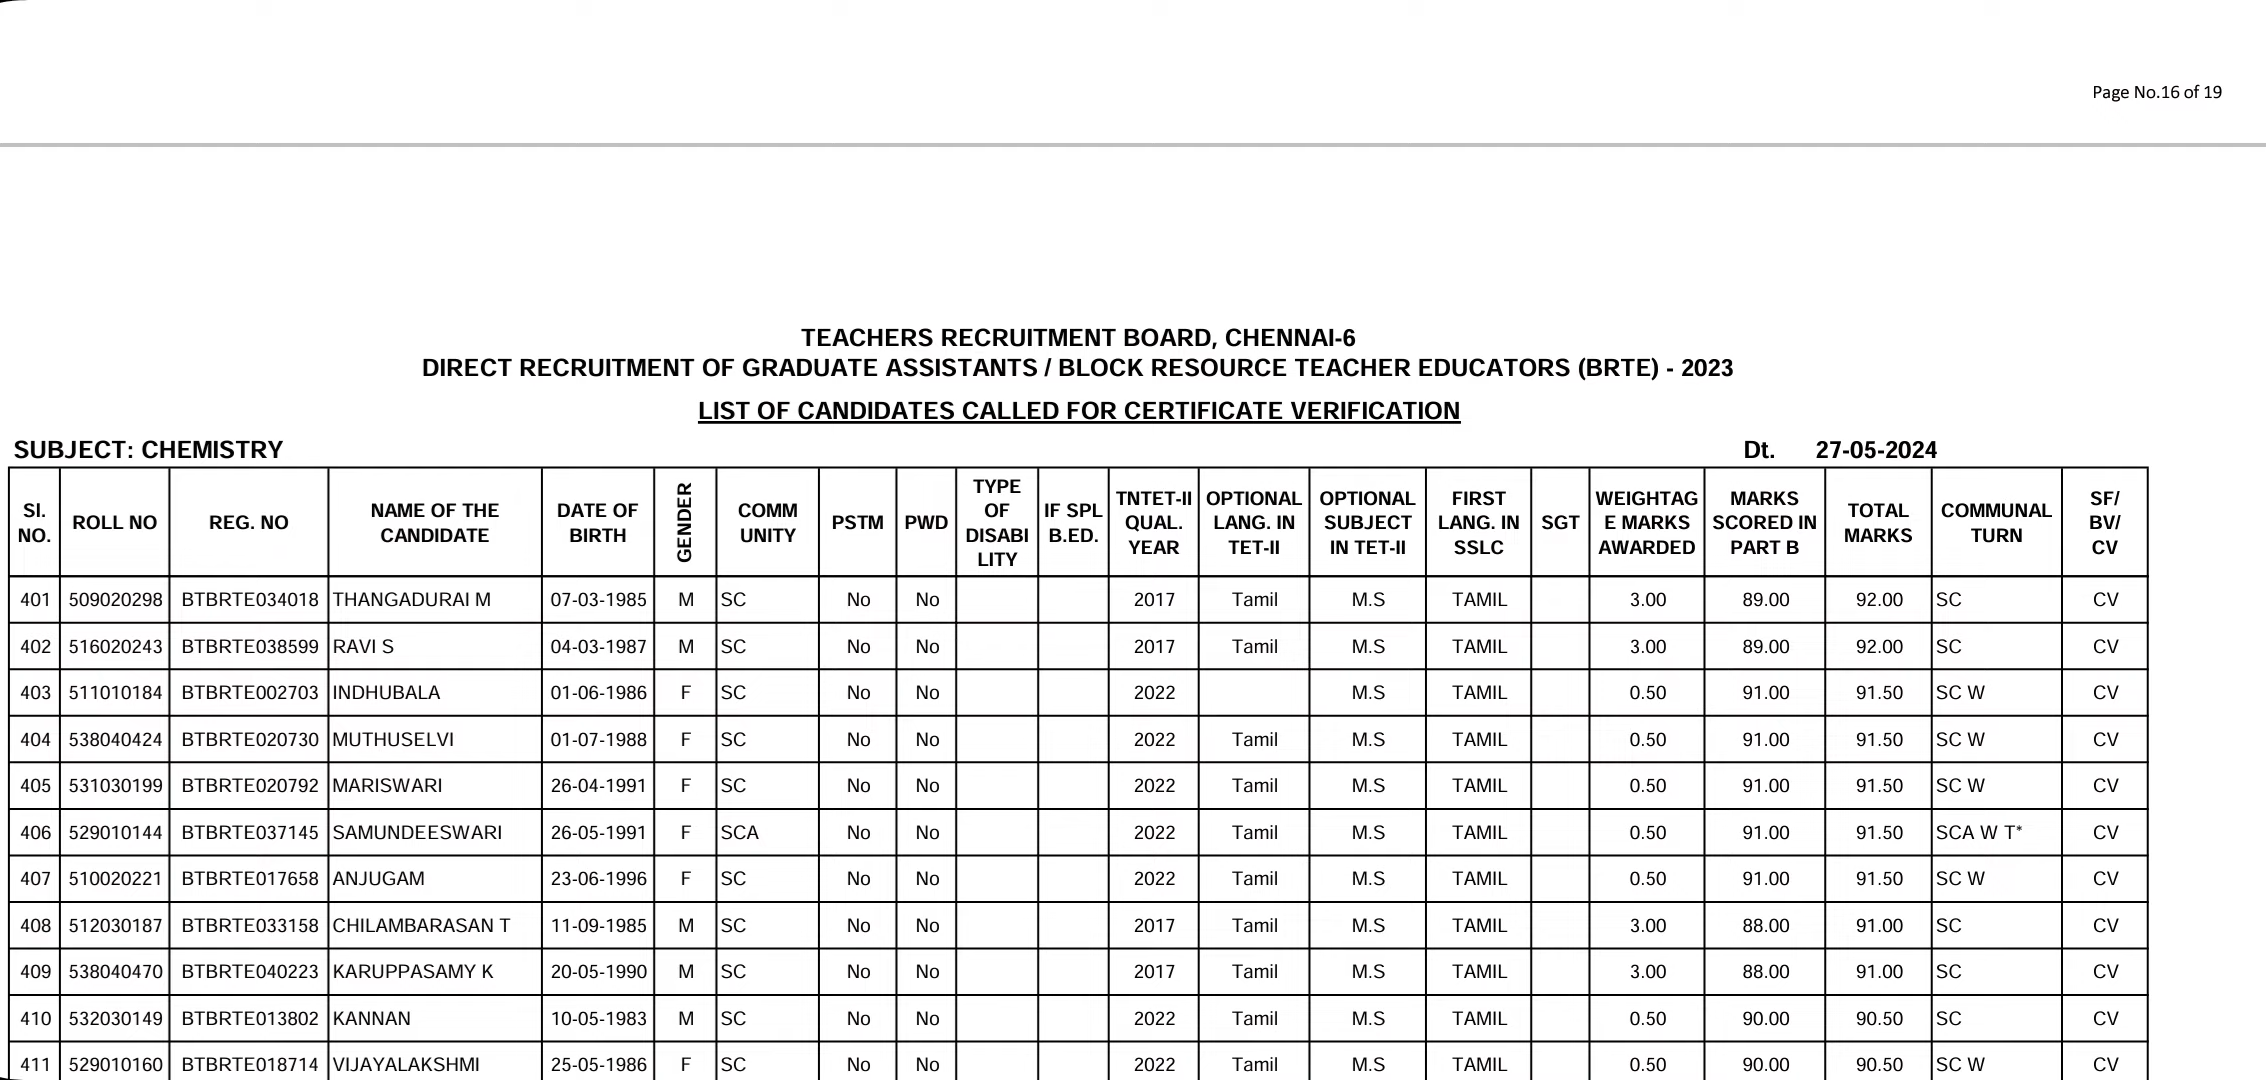 Page No.16 of 19
TEACHERS RECRUITMENT BOARD, CHENNAI-6
DIRECT RECRUITMENT OF GRADUATE ASSISTANTS / BLOCK RESOURCE TEACHER EDUCATORS (BRTE) - 2023
LIST OF CANDIDATES CALLED FOR CERTIFICATE VERIFICATION
SUBJECT: CHEMISTRY Dt. 27-05-2024
SI. NO. ROLL NO REG. NO NAME OF THE CANDIDATE DATE OF BIRTH GENDER COMM UNITY PSTM PWD TYPE OF DISABI LITY IF SPL B.ED. TNTET-II QUAL. YEAR OPTIONAL LANG. IN TET-II OPTIONAL SUBJECT IN TET-II FIRST LANG. IN SSLC SGT WEIGHTAG E MARKS AWARDED MARKS SCORED IN PART B TOTAL MARKS COMMUNAL TURN SF/ BV/ CV
401 509020298 BTBRTE034018 THANGADURAI M 07-03-1985 M SC No No 2017 Tamil M.S TAMIL 3.00 89.00 92.00 SC CV
402 516020243 BTBRTE038599 RAVI S 04-03-1987 M SC No No 2017 Tamil M.S TAMIL 3.00 89.00 92.00 SC CV
403 511010184 BTBRTE002703 INDHUBALA 01-06-1986 F SC No No 2022 M.S TAMIL 0.50 91.00 91.50 SC W CV
404 538040424 BTBRTE020730 MUTHUSELVI 01-07-1988 F SC No No 2022 Tamil M.S TAMIL 0.50 91.00 91.50 SC W CV
405 531030199 BTBRTE020792 MARISWARI 26-04-1991 F SC No No 2022 Tamil M.S TAMIL 0.50 91.00 91.50 SC W CV
406 529010144 BTBRTE037145 SAMUNDEESWARI 26-05-1991 F SCA No No 2022 Tamil M.S TAMIL 0.50 91.00 91.50 SCA W T* CV
407 510020221 BTBRTE017658 ANJUGAM 23-06-1996 F SC No No 2022 Tamil M.S TAMIL 0.50 91.00 91.50 SC W CV
408 512030187 BTBRTE033158 CHILAMBARASAN T 11-09-1985 M SC No No 2017 Tamil M.S TAMIL 3.00 88.00 91.00 SC CV
409 538040470 BTBRTE040223 KARUPPASAMY K 20-05-1990 M SC No No 2017 Tamil M.S TAMIL 3.00 88.00 91.00 SC CV
410 532030149 BTBRTE013802 KANNAN 10-05-1983 M SC No No 2022 Tamil M.S TAMIL 0.50 90.00 90.50 SC CV
411 529010160 BTBRTE018714 VIJAYALAKSHMI 25-05-1986 F SC No No 2022 Tamil M.S TAMIL 0.50 90.00 90.50 SC W CV